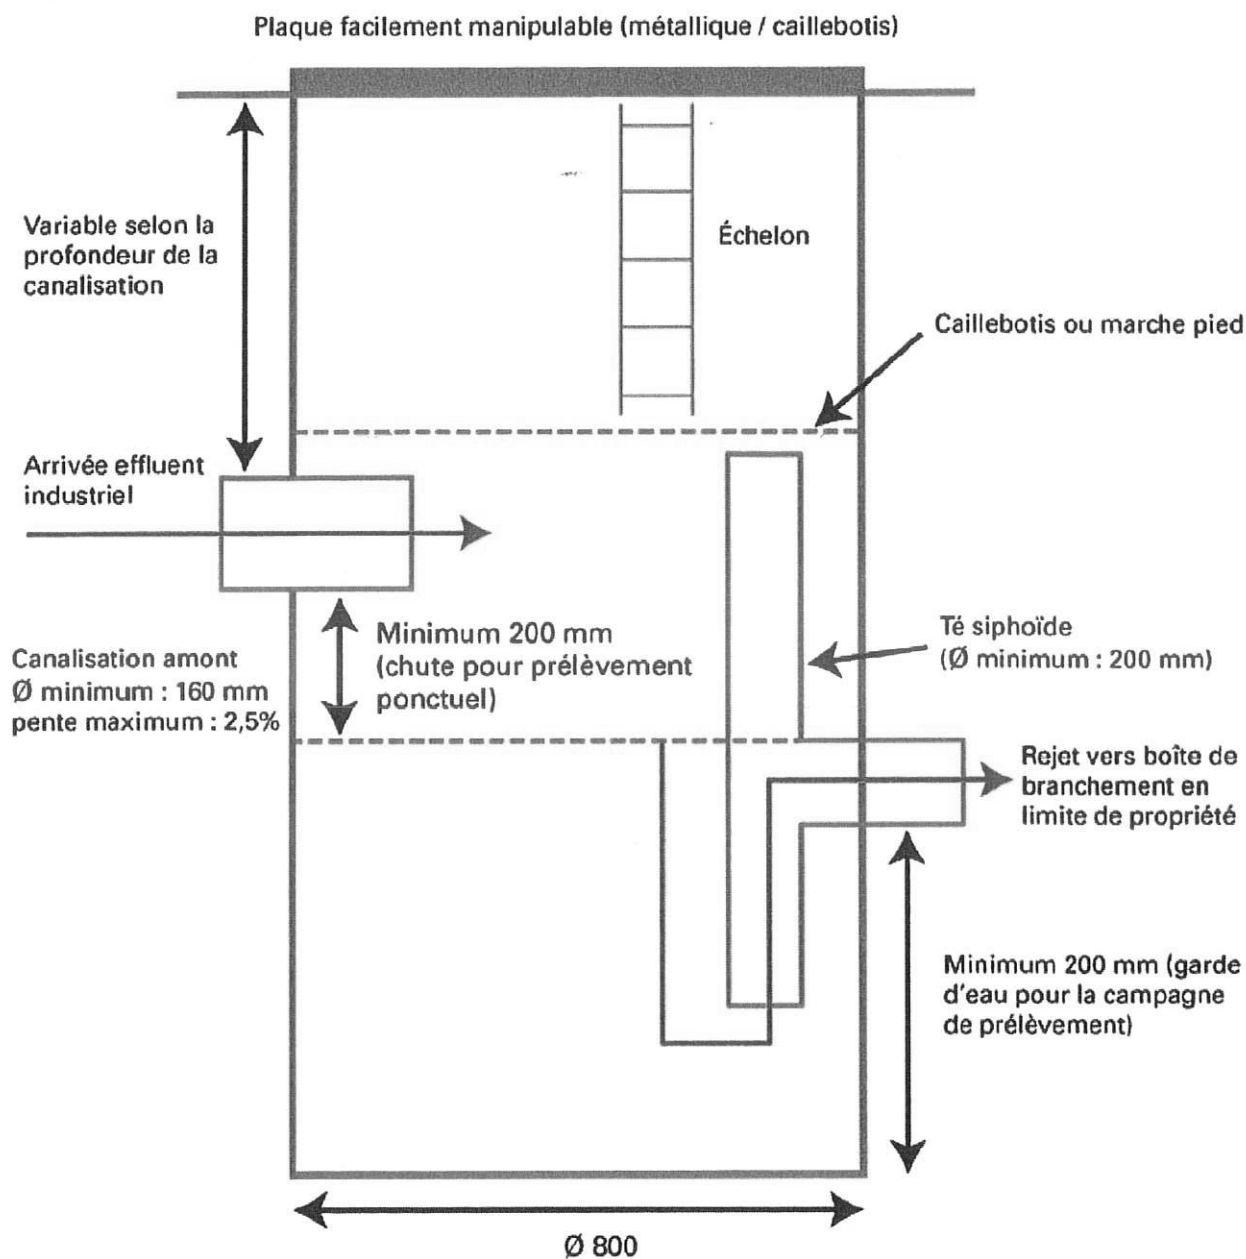 Plaque facilement manipulable (métallique / caillebotis)
Variable selon la
profondeur de la
canalisation
Échelon
Caillebotis ou marche pied
Arrivée effluent
industriel
Minimum 200 mm
(chute pour prélèvement
ponctuel)
Té siphoïde
(Ø minimum : 200 mm)
Canalisation amont
Ø minimum : 160 mm
pente maximum : 2,5%
Rejet vers boîte de
branchement en
limite de propriété
Minimum 200 mm (garde
d'eau pour la campagne
de prélèvement)
Ø 800